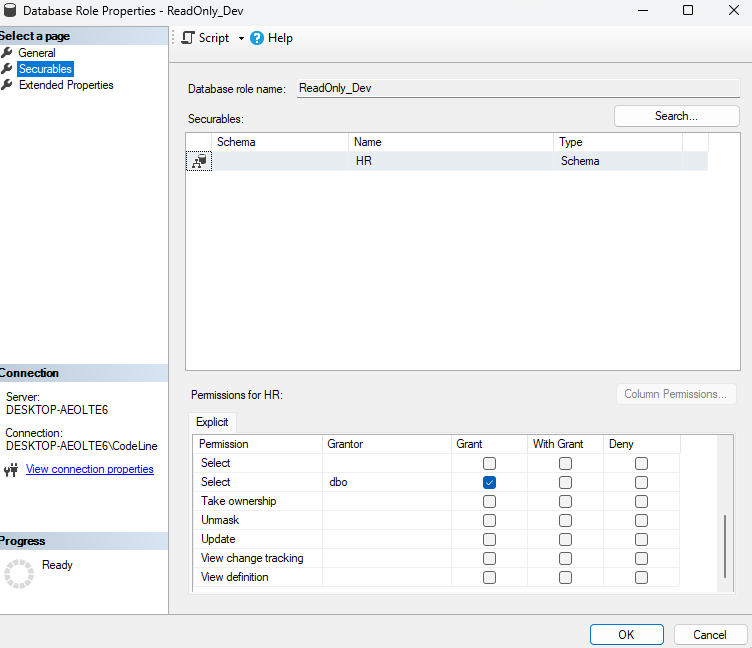 Database Role Properties - ReadOnly_Dev
Select a page
General
Securables
Extended Properties
Script
Help
Database role name: ReadOnly_Dev
Securables:
Search...
Schema Name Type
HR Schema
Connection
Server:
DESKTOP-AEOLTE6
Connection:
DESKTOP-AEOLTE6\CodeLine
View connection properties
Progress
Ready
Permissions for HR:
Column Permissions...
Explicit
Permission Grantor Grant With Grant Deny
Select
Select dbo
Take ownership
Unmask
Update
View change tracking
View definition
OK Cancel